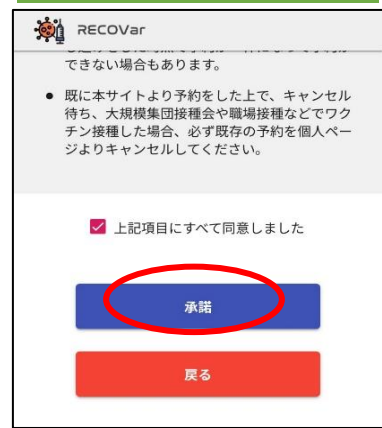 RECOVar
できない場合もあります。
● 既に本サイトより予約をした上で、キャンセル
待ち、大規模集団接種会や職場接種などでワク
チン接種した場合、必ず既存の予約を個人ペー
ジよりキャンセルしてください。
上記項目にすべて同意しました
承諾
戻る